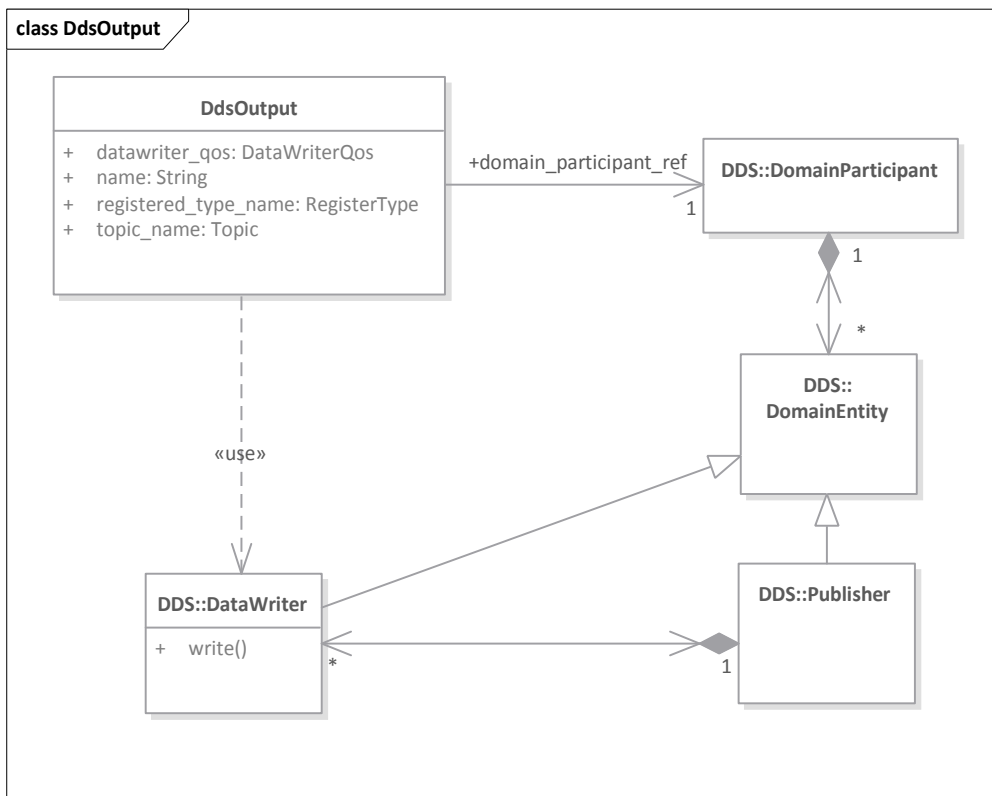 class DdsOutput
DdsOutput
+ datawriter_qos: DataWriterQos
+ name: String
+ registered_type_name: RegisterType
+ topic_name: Topic
+domain_participant_ref
1
DDS::DomainParticipant
1
*
DDS::
DomainEntity
«use»
DDS::DataWriter
+ write()
*
1
DDS::Publisher